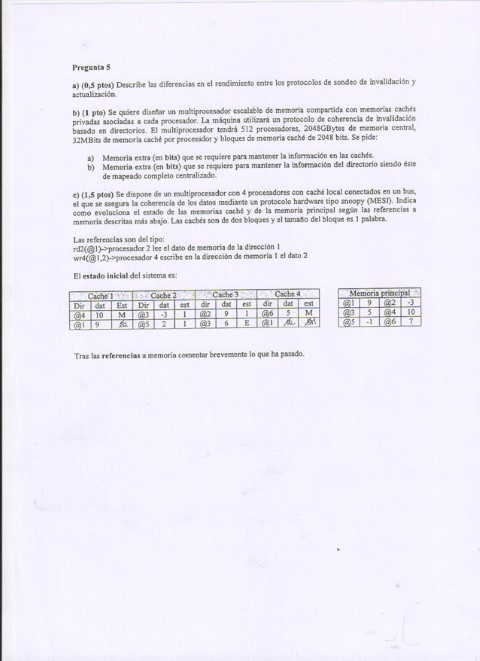 Pregunta 5
a) (0,5 ptos) Describe las diferencias en el rendimiento entre los protocolos de sondeo de invalidación y
actualización.
b) (1 pto) Se quiere diseñar un multiprocesador escalable de memoria compartida con memorias cachés
privadas asociadas a cada procesador. La máquina utilizará un protocolo de coherencia de invalidación
basado en directorios. El multiprocesador tendrá 512 procesadores, 2048GBytes de memoria central,
32MBits de memoria caché por procesador y bloques de memoria caché de 2048 bits. Se pide:
a) Memoria extra (en bits) que se requiere para mantener la información en las cachés.
b) Memoria extra (en bits) que se requiere para mantener la información del directorio siendo éste
de mapeado completo centralizado.
c) (1,5 ptos) Se dispone de un multiprocesador con 4 procesadores con caché local conectados en un bus,
el que se asegura la coherencia de los datos mediante un protocolo hardware tipo snoopy (MESI). Indica
como evoluciona el estado de las memorias caché y de la memoria principal según las referencias a
memoria descritas más abajo. Las cachés son de dos bloques y el tamaño del bloque es 1 palabra.
Las referencias son del tipo:
rd2(@1)->procesador 2 lee el dato de memoria de la dirección 1
wr4(@1,2)->procesador 4 escribe en la dirección de memoria 1 el dato 2
El estado inicial del sistema es:
Cache 1 Cache 2 Cache 3 Cache 4 Memoria principal
Dir dat Est Dir dat est dir dat est dir dat est @1 9 @2 -3
@4 10 M @3 -3 I @2 9 I @6 5 M @3 5 @4 10
@1 9 @5 2 I @3 6 E @1 @5 -1 @6 7
Tras las referencias a memoria comentar brevemente lo que ha pasado.